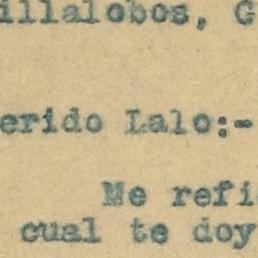 illalobos, G
erido Lalo:-
Me refi
cual te doy